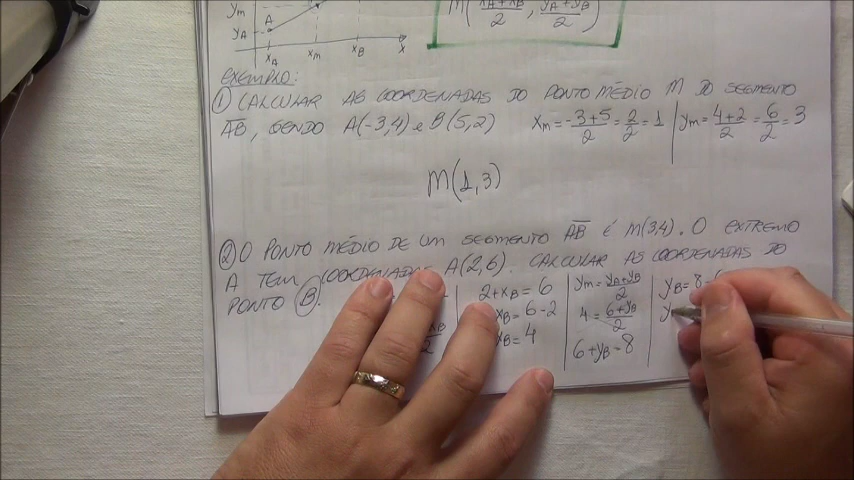 ym
yA
A
xA xm xB x
M(xA+xB/2, yA+yB/2)
EXEMPLO:
① CALCULAR AS COORDENADAS DO PONTO MÉDIO M DO SEGMENTO
AB, SENDO A(-3,4) e B(5,2) xm = -3+5/2 = 2/2 = 1 | ym = 4+2/2 = 6/2 = 3
M(1,3)
② O PONTO MÉDIO DE UM SEGMENTO AB É M(3,4). O EXTREMO
A TEM COORDENADAS A(2,6). CALCULAR AS COORDENADAS DO
PONTO B.
2+xB = 6
xB = 6-2
xB = 4
ym = yA+yB/2
4 = 6+yB/2
6+yB = 8
yB = 8-6
y